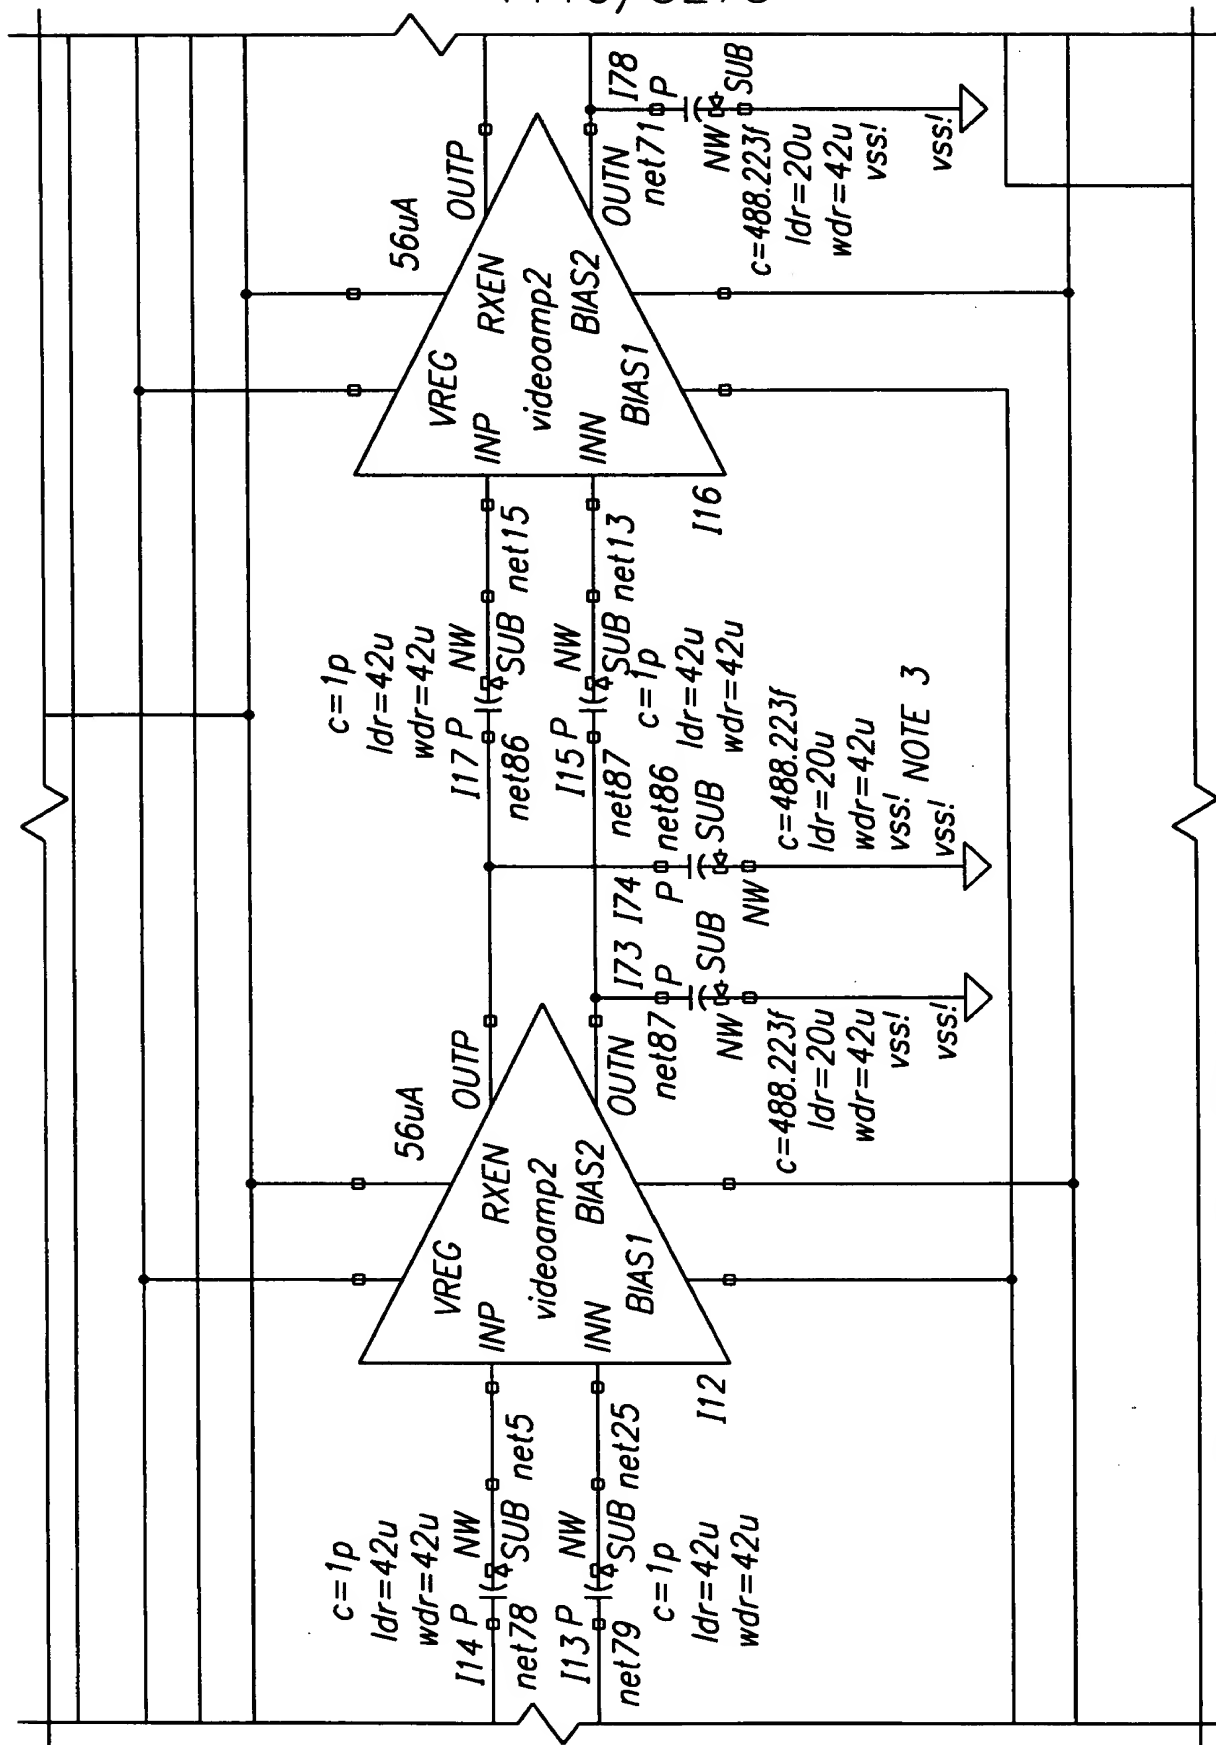 c=1p
ldr=42u
wdr=42u
I14 P NW
SUB
net78
net5
I13 P NW
SUB
net79
net25
c=1p
ldr=42u
wdr=42u
56uA
VREG RXEN
INP
OUTP
videoamp2
INN
OUTN
BIAS1 BIAS2
I12
I73
P
net87
SUB
NW
c=488.223f
ldr=20u
wdr=42u
vss!
vss!
I74
P
net86
SUB
NW
c=488.223f
ldr=20u
wdr=42u
vss!
vss!
NOTE 3
c=1p
ldr=42u
wdr=42u
I17 P NW
SUB
net86
net15
I15 P NW
SUB
net87
net13
c=1p
ldr=42u
wdr=42u
56uA
VREG RXEN
INP
OUTP
videoamp2
INN
OUTN
BIAS1 BIAS2
I16
I78
P
net71
SUB
NW
c=488.223f
ldr=20u
wdr=42u
vss!
vss!